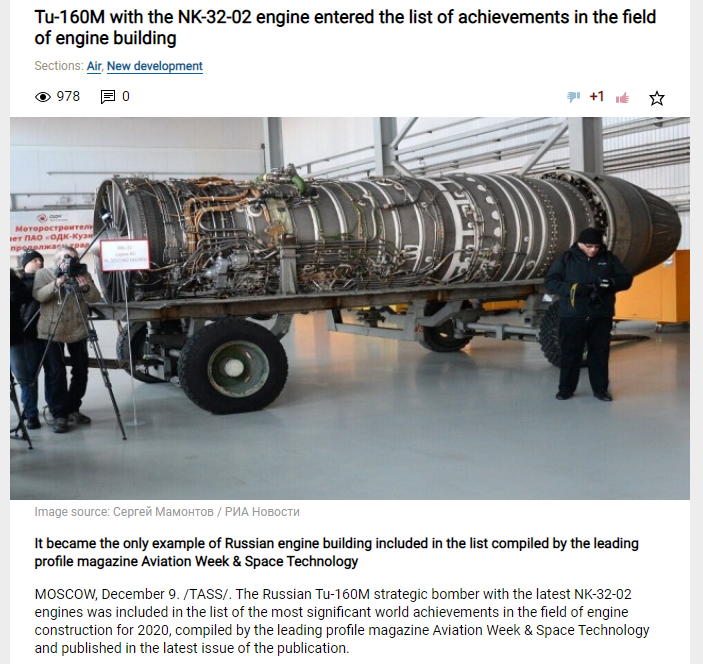 Tu-160M with the NK-32-02 engine entered the list of achievements in the field
of engine building
Sections: Air, New development
978 0 +1
ОДК
Моторостроители
ПАО «ОДК-Куз
продолжаем
Image source: Сергей Мамонтов / РИА Новости
It became the only example of Russian engine building included in the list compiled by the leading
profile magazine Aviation Week & Space Technology
MOSCOW, December 9. /TASS/. The Russian Tu-160M strategic bomber with the latest NK-32-02
engines was included in the list of the most significant world achievements in the field of engine
construction for 2020, compiled by the leading profile magazine Aviation Week & Space Technology
and published in the latest issue of the publication.